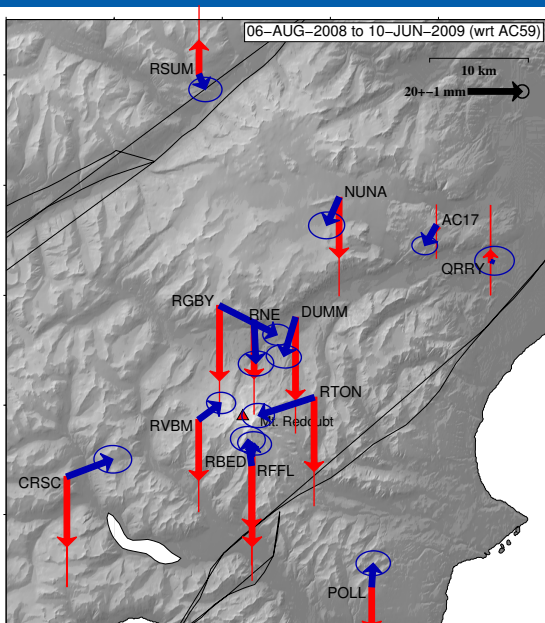 06−AUG−2008 to 10−JUN−2009 (wrt AC59)
RSUM
10 km
20+−1 mm
NUNA
AC17
QRRY
RGBY
RNE
DUMM
RTON
Mt. Redoubt
RVBM
RBED
RFFL
CRSC
POLL